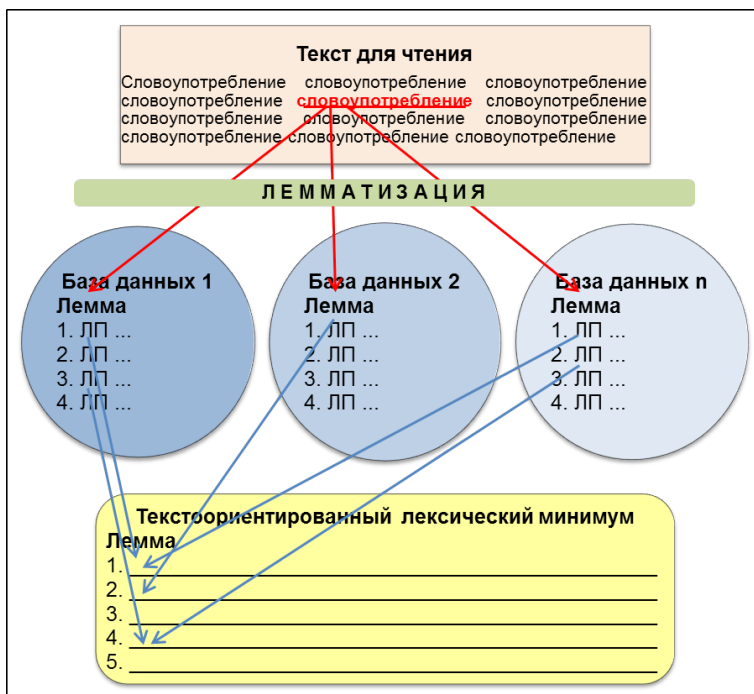 Текст для чтения
Словоупотребление словоупотребление словоупотребление
словоупотребление словоупотребление словоупотребление
словоупотребление словоупотребление словоупотребление
словоупотребление словоупотребление словоупотребление
ЛЕММАТИЗАЦИЯ
База данных 1
Лемма
1. ЛП ...
2. ЛП ...
3. ЛП ...
4. ЛП ...
База данных 2
Лемма
1. ЛП ...
2. ЛП ...
3. ЛП ...
4. ЛП ...
База данных n
Лемма
1. ЛП ...
2. ЛП ...
3. ЛП ...
4. ЛП ...
Текстоориентированный лексический минимум
Лемма
1.
2.
3.
4.
5.